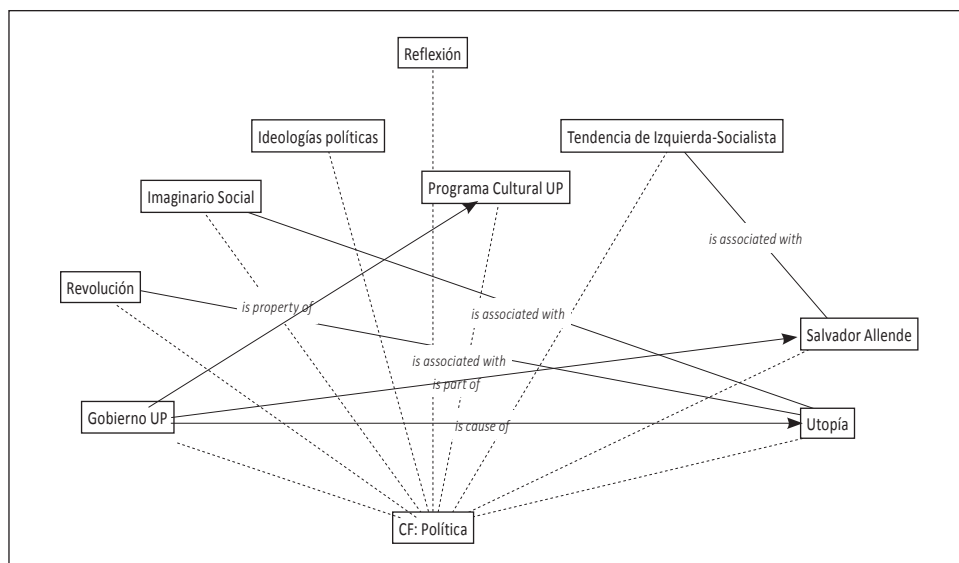 Reflexión
Ideologías políticas
Tendencia de Izquierda-Socialista
Imaginario Social
Programa Cultural UP
is associated with
Revolución
is property of
is associated with
Salvador Allende
is associated with
is part of
Gobierno UP
is cause of
Utopía
CF: Política